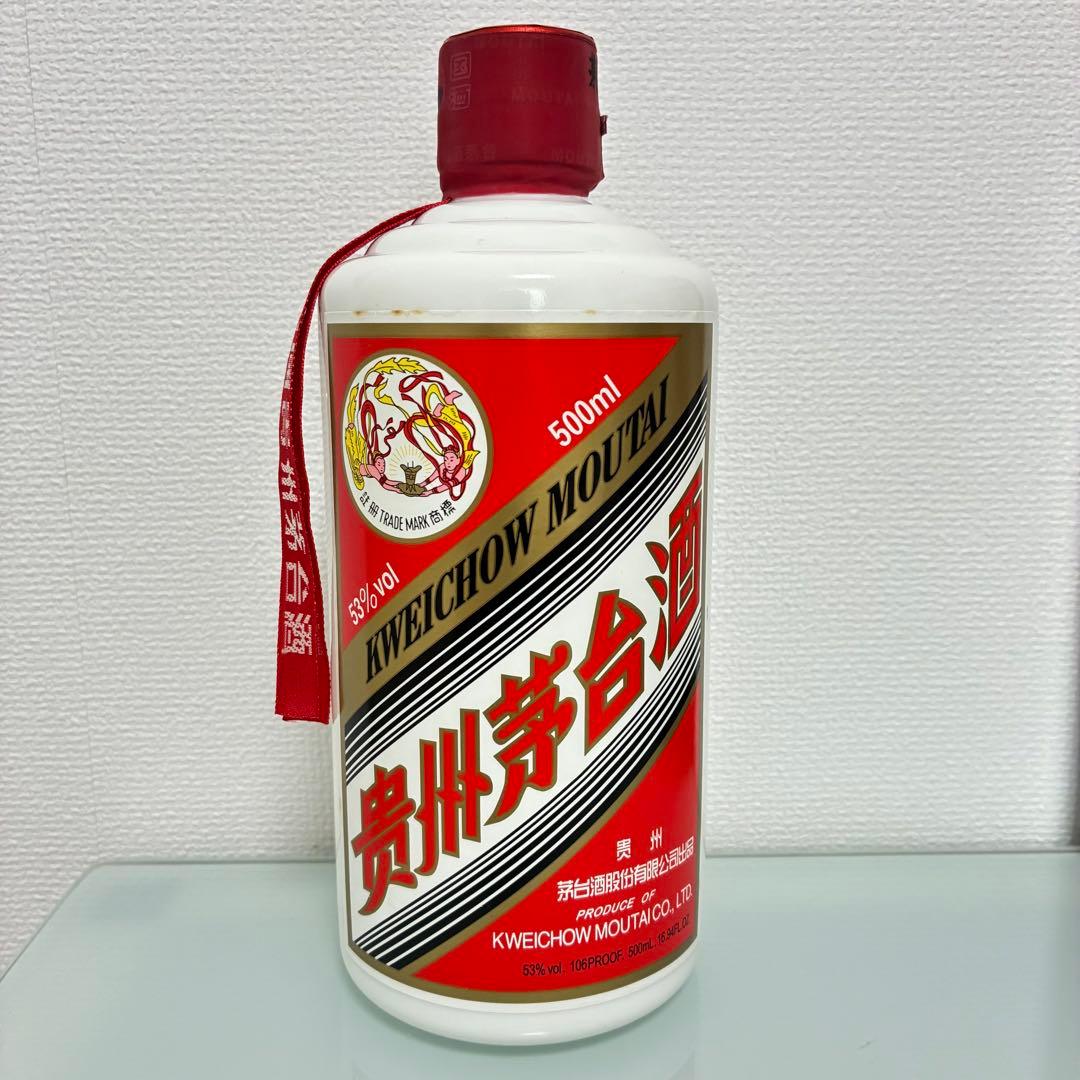 MOUTAI
註册 TRADE MARK 商標
500ml
53%vol
KWEICHOW MOUTAI
贵州茅台酒
贵 州
茅台酒股份有限公司出品
PRODUCE OF
KWEICHOW MOUTAI CO., LTD.
53% vol. 106PROOF. 500mL. 16.94FL.OZ.